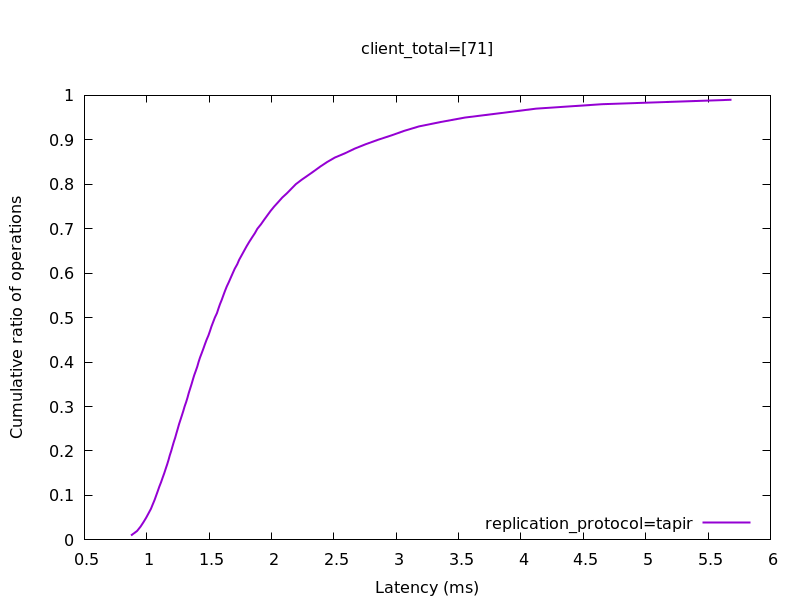 client_total=[71]
1
0.9
0.8
0.7
0.6
0.5
0.4
0.3
0.2
0.1
0
Cumulative ratio of operations
replication_protocol=tapir
0.5 1 1.5 2 2.5 3 3.5 4 4.5 5 5.5 6
Latency (ms)